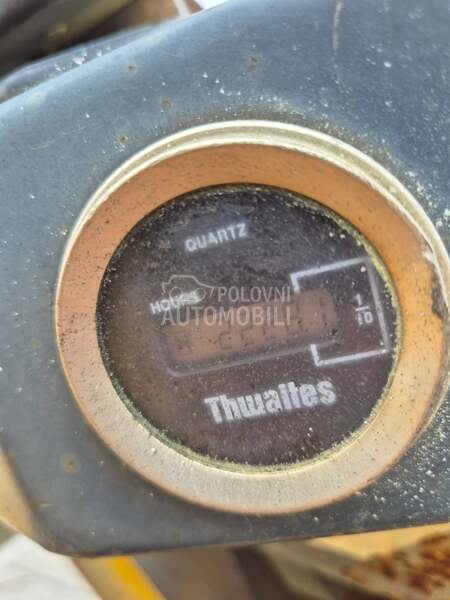 QUARTZ
HOURS
POLOVNI
AUTOMOBILI
1/10
Thwaites